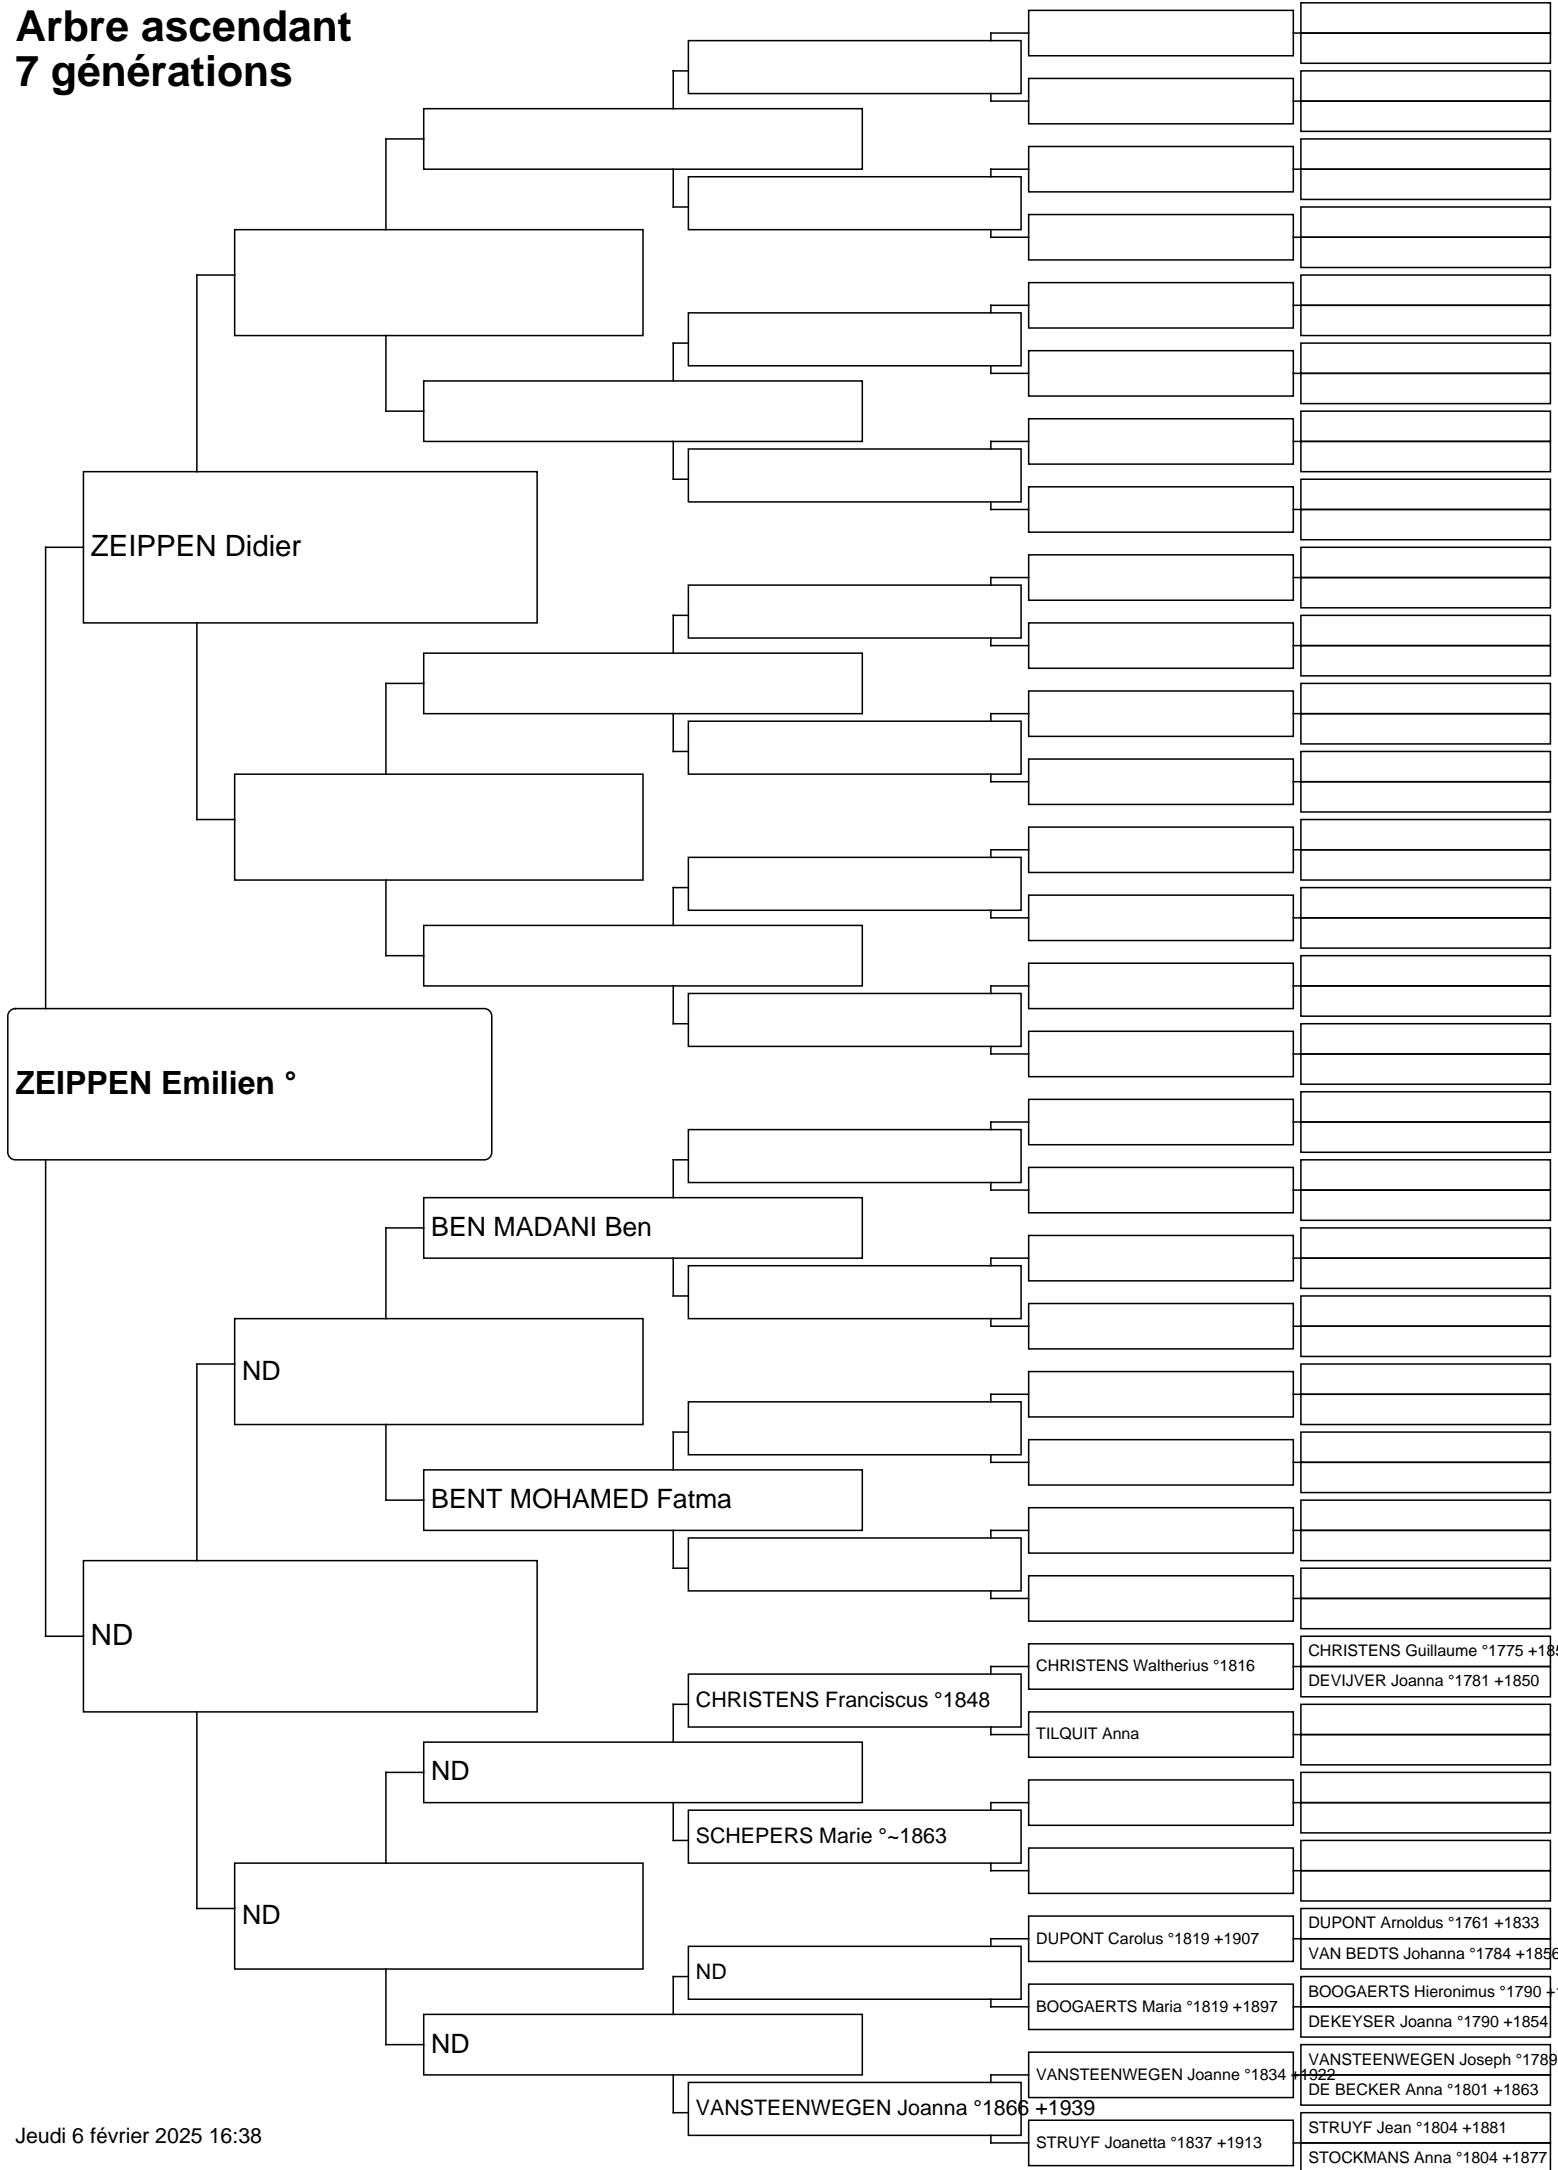 Arbre ascendant
7 générations
ZEIPPEN Didier
ZEIPPEN Emilien °
BEN MADANI Ben
ND
BENT MOHAMED Fatma
ND
CHRISTENS Waltherius °1816
CHRISTENS Guillaume °1775
DEVIJVER Joanna °1781 +1850
CHRISTENS Franciscus °1848
TILQUIT Anna
ND
SCHEPERS Marie °~1863
ND
DUPONT Carolus °1819 +1907
DUPONT Arnoldus °1761 +1833
VAN BEDTS Johanna °1784 +1856
ND
BOOGAERTS Maria °1819 +1897
BOOGAERTS Hieronimus °1790
DEKEYSER Joanna °1790 +1854
ND
VANSTEENWEGEN Joanne °1834 +1922
VANSTEENWEGEN Joseph °1789
DE BECKER Anna °1801 +1863
VANSTEENWEGEN Joanna °1866 +1939
STRUYF Joanetta °1837 +1913
STRUYF Jean °1804 +1881
STOCKMANS Anna °1804 +1877
Jeudi 6 février 2025 16:38